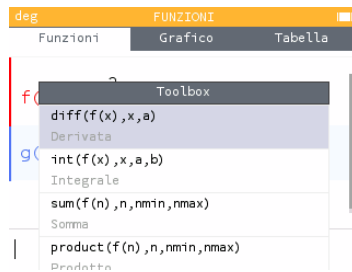 deg FUNZIONI
Funzioni Grafico Tabella
f(
Toolbox
diff(f(x),x,a)
Derivata
g(
int(f(x),x,a,b)
Integrale
sum(f(n),n,nmin,nmax)
Somma
product(f(n),n,nmin,nmax)
Prodotto